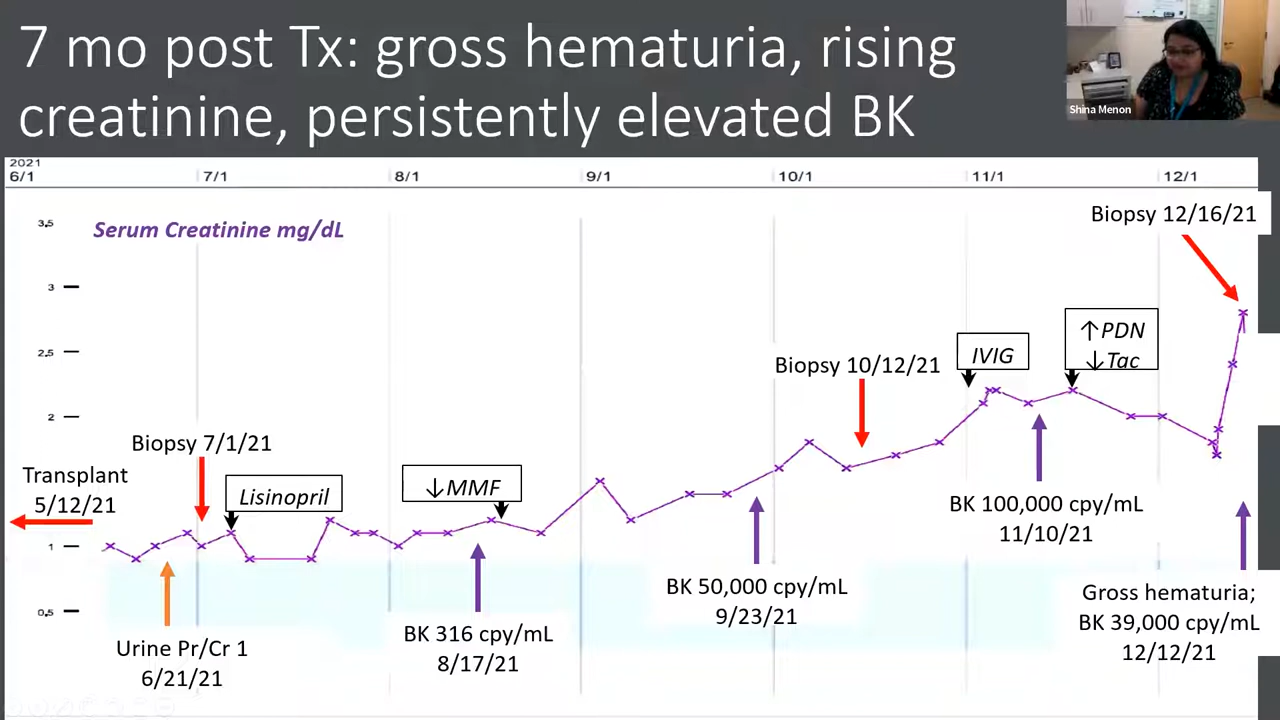 7 mo post Tx: gross hematuria, rising
creatinine, persistently elevated BK
Shina Menon
2021
6/1
7/1
8/1
9/1
10/1
11/1
12/1
3.5
3
2.5
2
1
0.5
Serum Creatinine mg/dL
Transplant
5/12/21
Biopsy 7/1/21
Lisinopril
↓MMF
Biopsy 10/12/21
IVIG
↑PDN
↓Tac
Biopsy 12/16/21
Urine Pr/Cr 1
6/21/21
BK 316 cpy/mL
8/17/21
BK 50,000 cpy/mL
9/23/21
BK 100,000 cpy/mL
11/10/21
Gross hematuria;
BK 39,000 cpy/mL
12/12/21